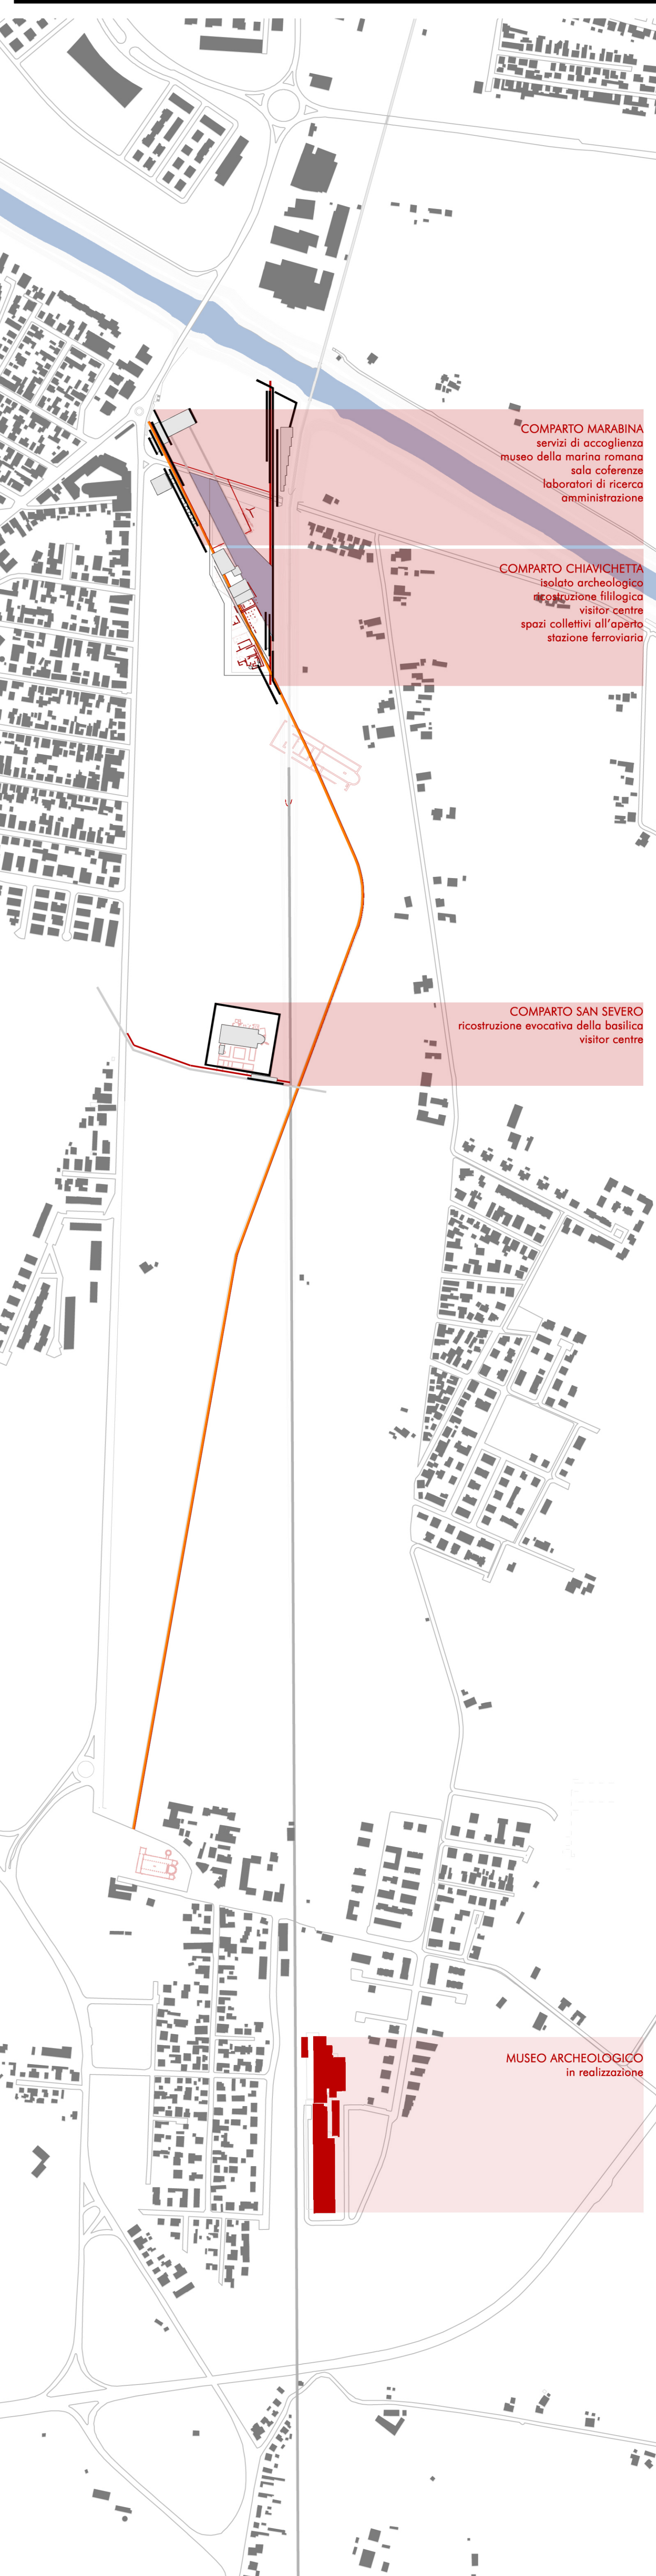 COMPARTO MARABINA
servizi di accoglienza
museo della marina romana
sala coferenze
laboratori di ricerca
amministrazione
COMPARTO CHIAVICHETTA
isolato archeologico
ricostruzione fililogica
visitor centre
spazi collettivi all'aperto
stazione ferroviaria
COMPARTO SAN SEVERO
ricostruzione evocativa della basilica
visitor centre
MUSEO ARCHEOLOGICO
in realizzazione